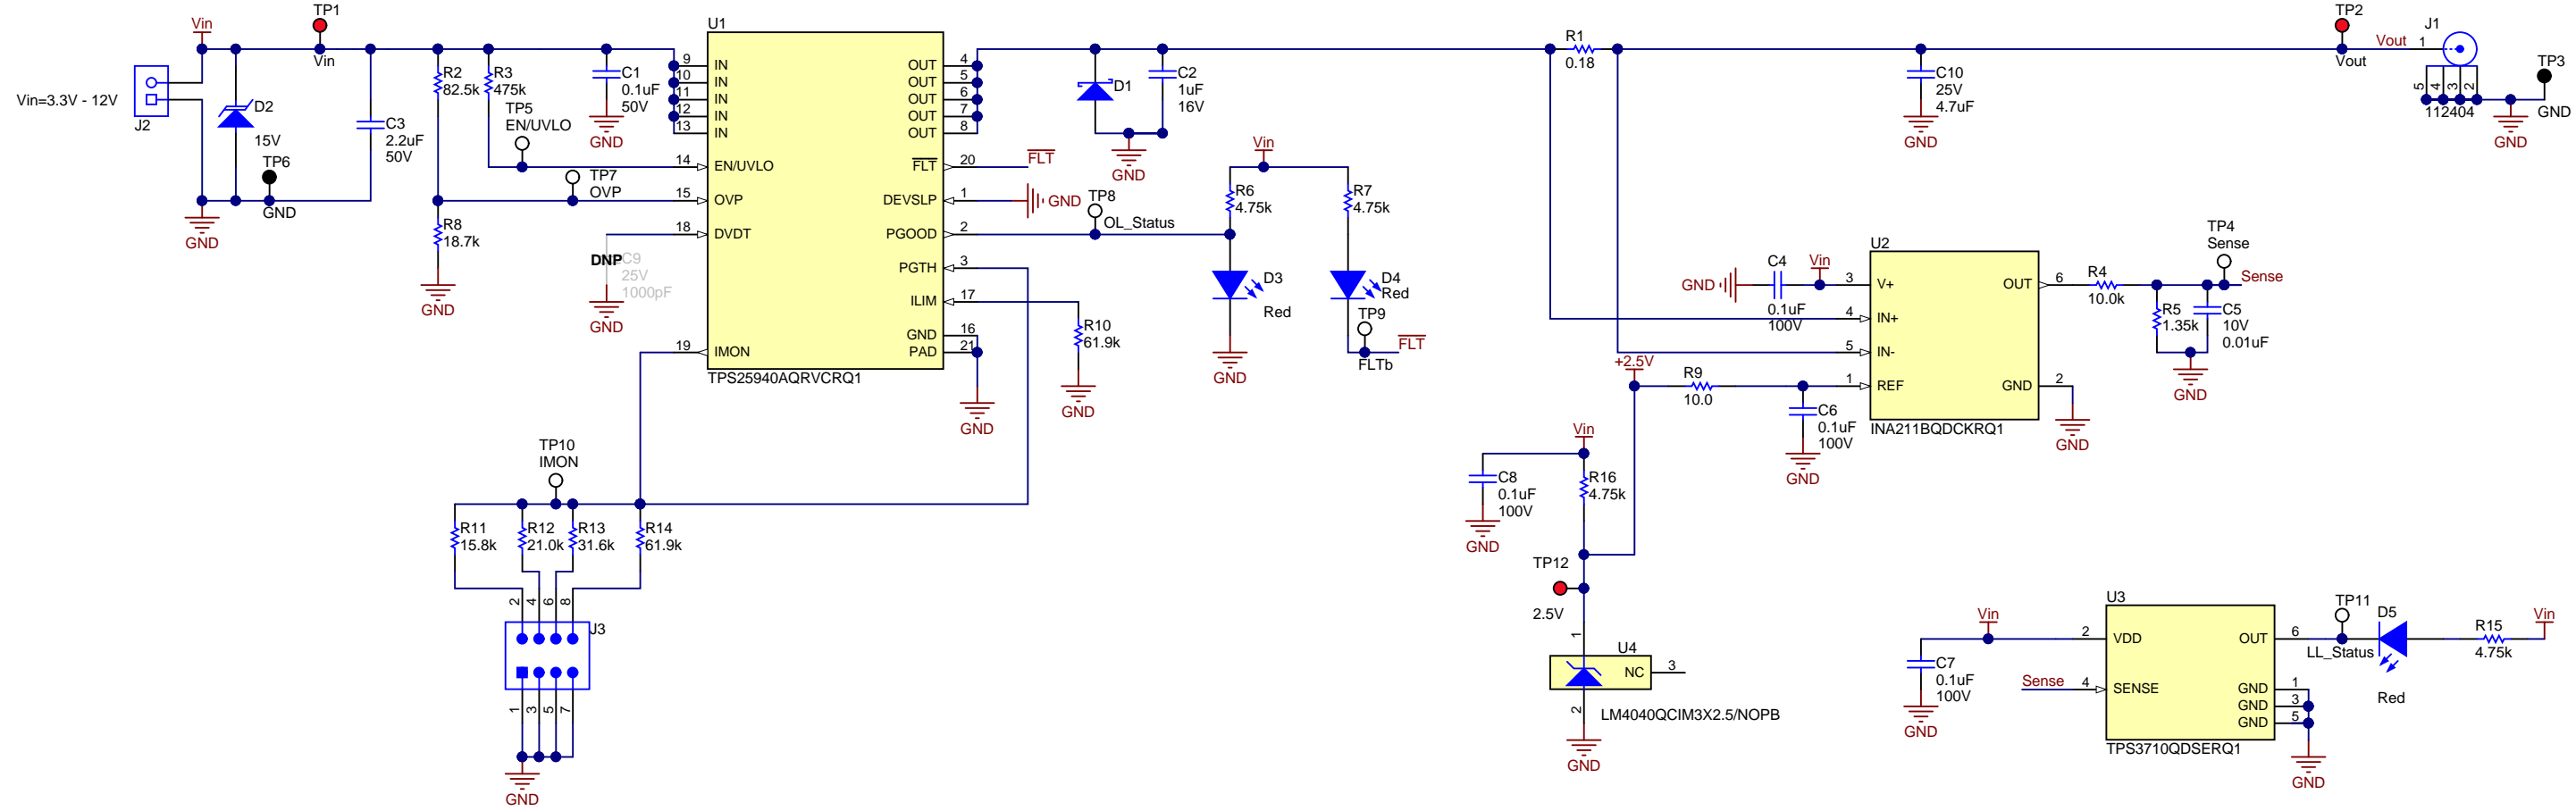 Vin=3.3V - 12V
J2
Vin
TP1
Vin
D2
15V
TP6
GND
GND
C3
2.2uF
50V
R2
82.5k
R3
475k
TP5
EN/UVLO
C1
0.1uF
50V
GND
TP7
OVP
R8
18.7k
GND
DNP
C9
25V
1000pF
GND
U1
9 IN
10 IN
11 IN
12 IN
13 IN
14 EN/UVLO
15 OVP
18 DVDT
19 IMON
OUT 4
OUT 5
OUT 6
OUT 7
OUT 8
FLT 20
DEVSLP 1
PGOOD 2
PGTH 3
ILIM 17
GND 16
PAD 21
TPS25940AQRVCRQ1
FLT
GND
GND
R10
61.9k
GND
TP10
IMON
R11
15.8k
R12
21.0k
R13
31.6k
R14
61.9k
2 4 6 8
J3
1 3 5 7
GND
D1
C2
1uF
16V
GND
TP8
OL_Status
Vin
R6
4.75k
R7
4.75k
D3
Red
GND
D4
Red
TP9
FLT
FLTb
R1
0.18
C10
25V
4.7uF
GND
TP2
Vout
Vout
J1
1
5 4 3 2
112404
GND
TP3
GND
U2
GND
C4
0.1uF
100V
Vin
3 V+
4 IN+
5 IN-
1 REF
OUT 6
GND 2
INA211BQDCKRQ1
GND
R4
10.0k
TP4
Sense
Sense
R5
1.35k
C5
10V
0.01uF
GND
+2.5V
R9
10.0
C6
0.1uF
100V
GND
Vin
C8
0.1uF
100V
GND
R16
4.75k
TP12
2.5V
1
U4
NC 3
2
LM4040QCIM3X2.5/NOPB
GND
U3
Vin
C7
0.1uF
100V
GND
2 VDD
Sense 4 SENSE
OUT 6
GND 1
GND 3
GND 5
TPS3710QDSERQ1
GND
TP11
LL_Status
D5
Red
R15
4.75k
Vin